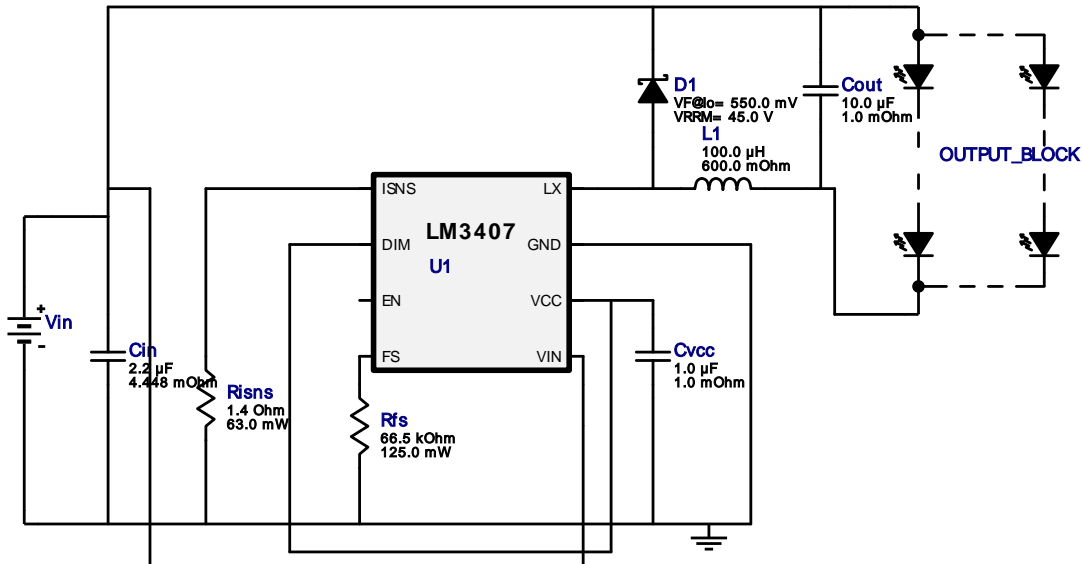 D1
VF@Io= 550.0 mV
VRRM= 45.0 V
L1
100.0 µH
600.0 mOhm
Cout
10.0 µF
1.0 mOhm
OUTPUT_BLOCK
ISNS
LX
LM3407
U1
DIM
GND
EN
VCC
FS
VIN
+
Vin
-
Cin
2.2 µF
4.448 mOhm
Risns
1.4 Ohm
63.0 mW
Rfs
66.5 kOhm
125.0 mW
Cvcc
1.0 µF
1.0 mOhm